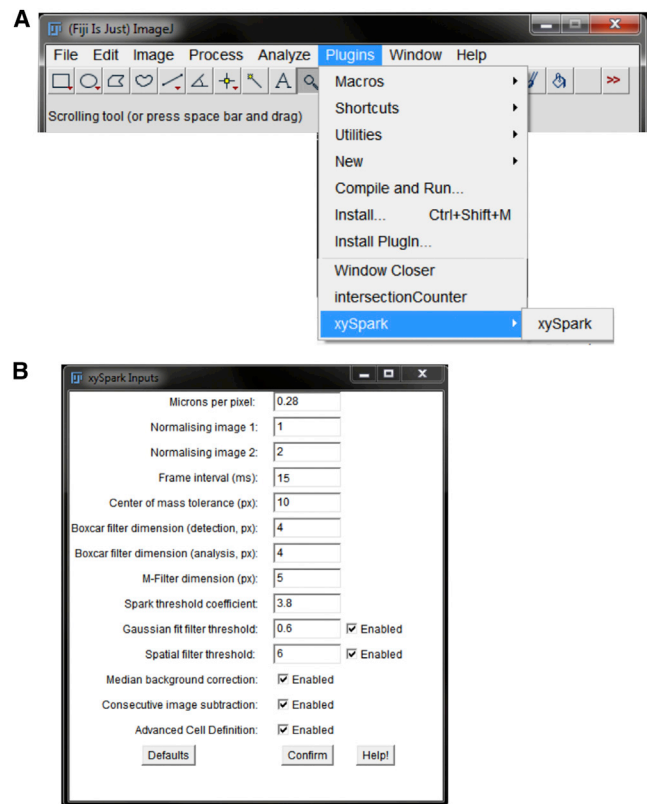 A
(Fiji Is Just) ImageJ
File Edit Image Process Analyze Plugins Window Help
A >>
Scrolling tool (or press space bar and drag)
Macros
Shortcuts
Utilities
New
Compile and Run...
Install... Ctrl+Shift+M
Install PlugIn...
Window Closer
intersectionCounter
xySpark xySpark
B
xySpark Inputs
Microns per pixel: 0.28
Normalising image 1: 1
Normalising image 2: 2
Frame interval (ms): 15
Center of mass tolerance (px): 10
Boxcar filter dimension (detection, px): 4
Boxcar filter dimension (analysis, px): 4
M-Filter dimension (px): 5
Spark threshold coefficient: 3.8
Gaussian fit filter threshold: 0.6 Enabled
Spatial filter threshold: 6 Enabled
Median background correction: Enabled
Consecutive image subtraction: Enabled
Advanced Cell Definition: Enabled
Defaults Confirm Help!